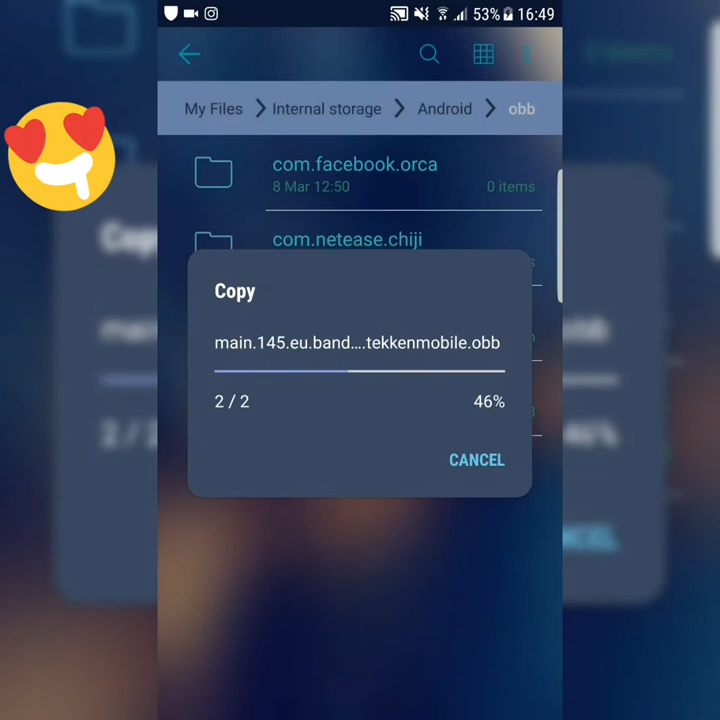 53% 16:49
My Files Internal storage Android obb
com.facebook.orca
8 Mar 12:50 0 items
com.netease.chiji
Copy
main.145.eu.band....tekkenmobile.obb
2 / 2 46%
CANCEL